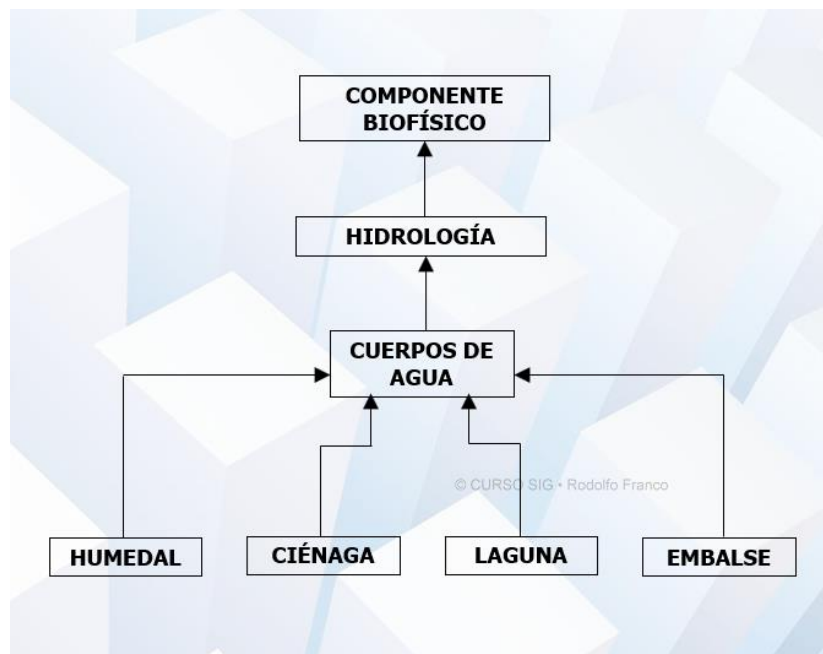 COMPONENTE
BIOFÍSICO
HIDROLOGÍA
CUERPOS DE
AGUA
© CURSO SIG • Rodolfo Franco
HUMEDAL
CIÉNAGA
LAGUNA
EMBALSE